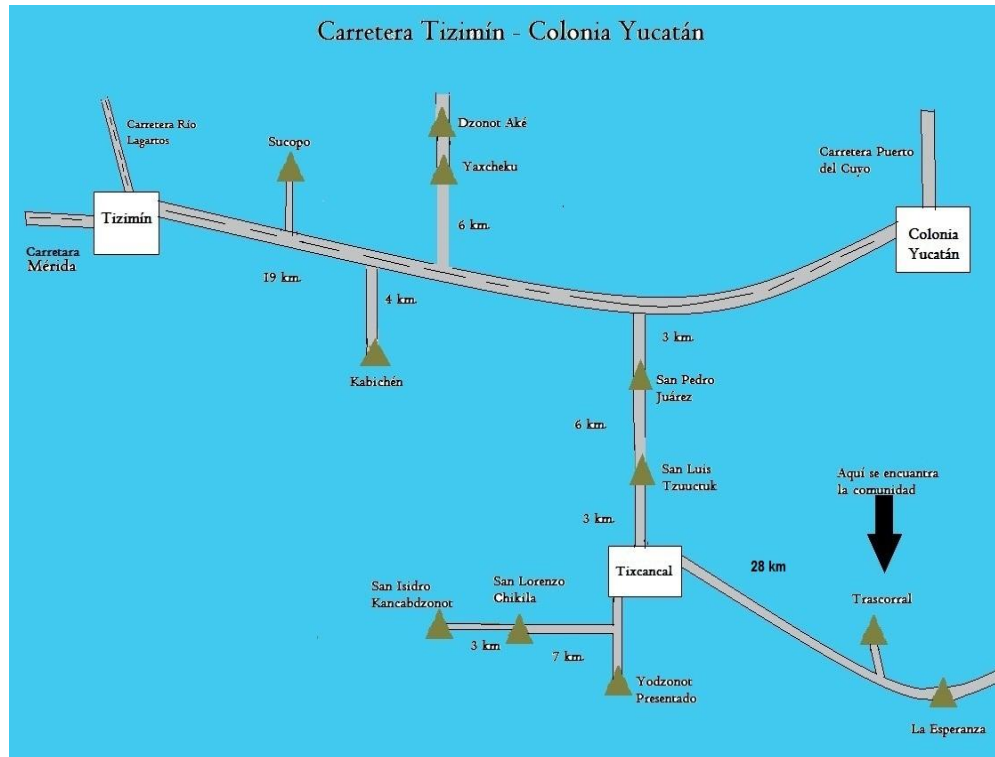 Carretera Tizimín - Colonia Yucatán
Carretera Río
Lagartos
Sucopo
Dzonot Aké
Yaxcheku
Carretera Puerto
del Cuyo
Tizimín
6 km.
Colonia
Yucatán
Carretara
Mérida
19 km.
4 km.
3 km.
Kabichén
San Pedro
Juárez
6 km.
San Luis
Tzuuctuk
Aquí se encuantra
la comunidad
3 km.
Tixcancal
28 km
San Isidro
Kancabdzonot
San Lorenzo
Chikila
Trascorral
3 km
7 km.
Yodzonot
Presentado
La Esperanza